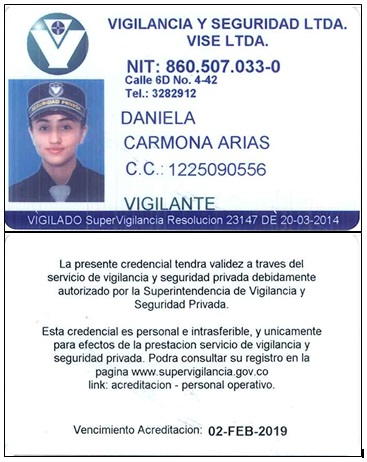 VIGILANCIA Y SEGURIDAD LTDA.
VISE LTDA.
NIT: 860.507.033-0
Calle 6D No. 4-42
Tel.: 3282912
SEGURIDAD PRIVADA
DANIELA
CARMONA ARIAS
C.C.: 1225090556
VIGILANTE
VIGILADO SuperVigilancia Resolucion 23147 DE 20-03-2014
La presente credencial tendra validez a traves del
servicio de vigilancia y seguridad privada debidamente
autorizado por la Superintendencia de Vigilancia y
Seguridad Privada.
Esta credencial es personal e intrasferible, y unicamente
para efectos de la prestacion servicio de vigilancia y
seguridad privada. Podra consultar su registro en la
pagina www.supervigilancia.gov.co
link: acreditacion - personal operativo.
Vencimiento Acreditacion: 02-FEB-2019